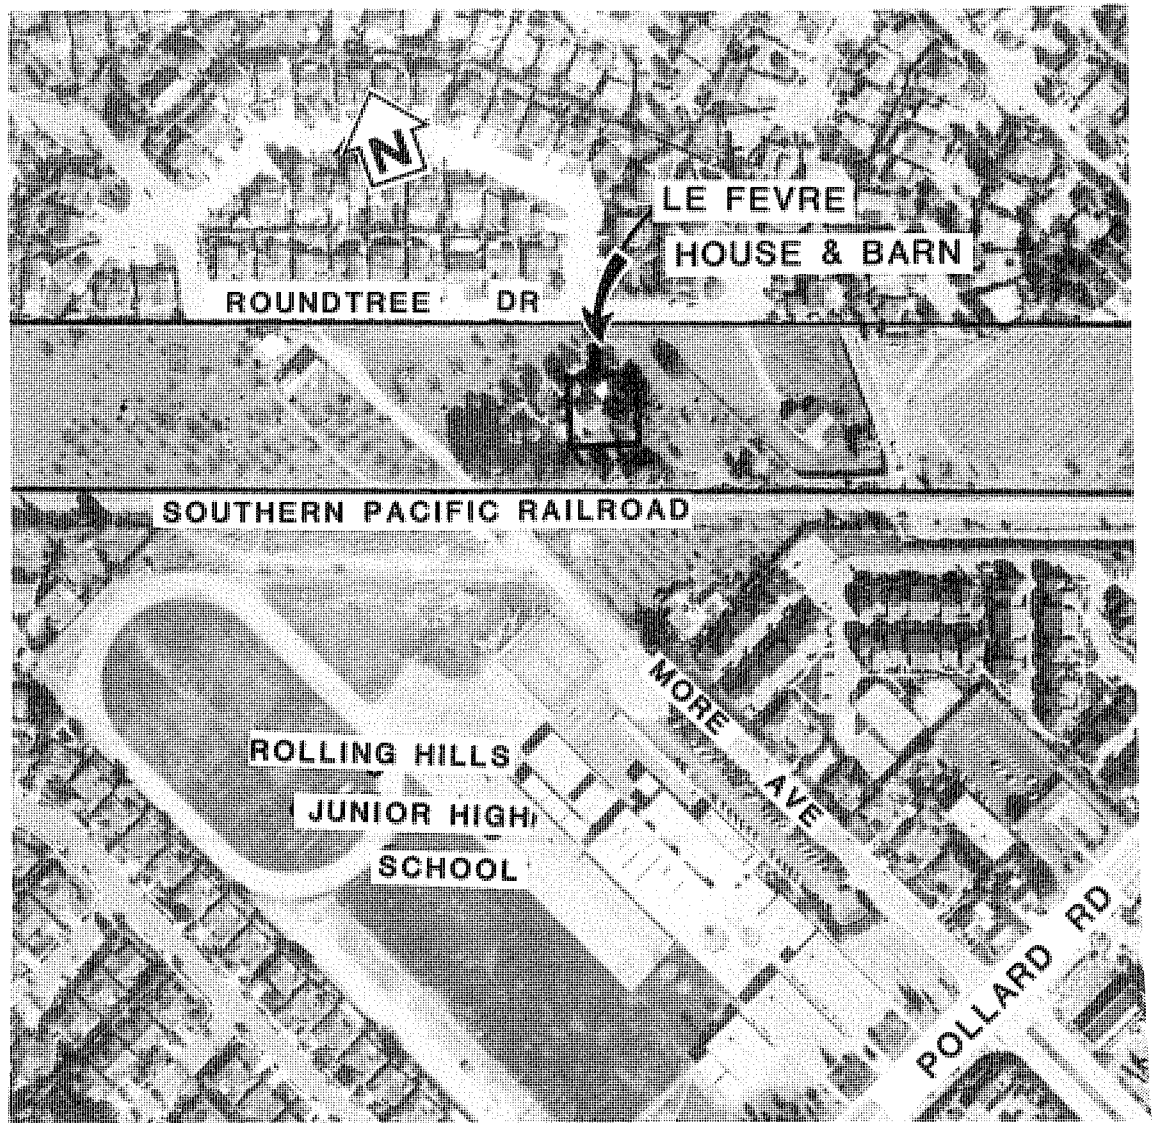 N
LE FEVRE
HOUSE & BARN
ROUNDTREE DR
SOUTHERN PACIFIC RAILROAD
MORE AVE
ROLLING HILLS
JUNIOR HIGH
SCHOOL
POLLARD RD